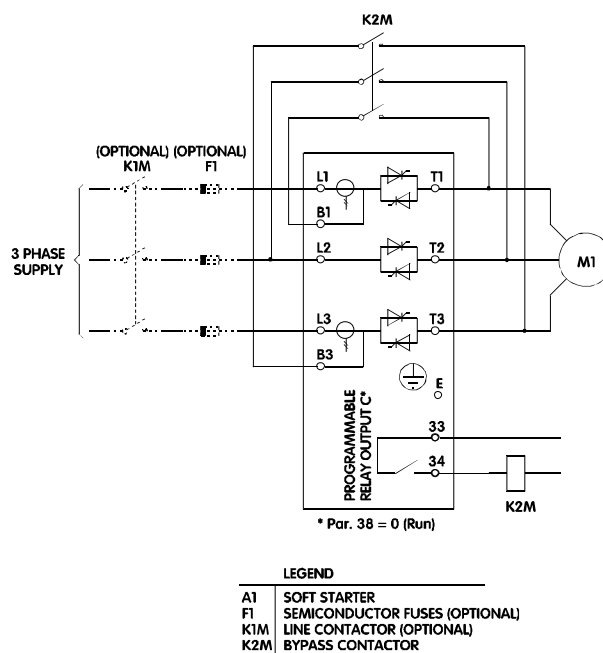 K2M
(OPTIONAL) (OPTIONAL)
K1M F1
L1 T1
B1
3 PHASE
SUPPLY
L2 T2
M1
L3 T3
B3
E
PROGRAMMABLE
RELAY OUTPUT C*
33
34
K2M
* Par. 38 = 0 (Run)
LEGEND
A1 SOFT STARTER
F1 SEMICONDUCTOR FUSES (OPTIONAL)
K1M LINE CONTACTOR (OPTIONAL)
K2M BYPASS CONTACTOR